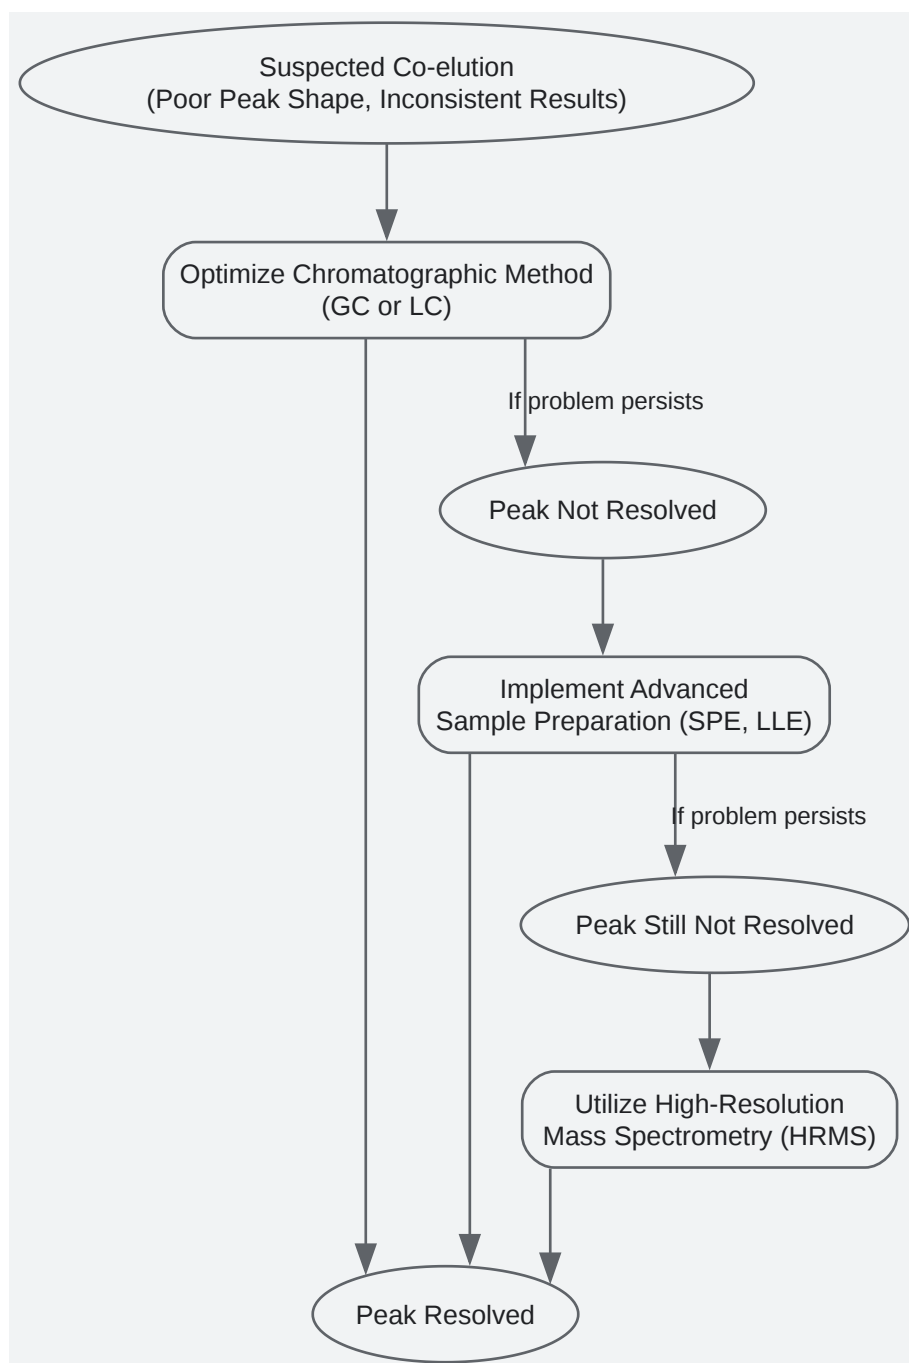 Suspected Co-elution
(Poor Peak Shape, Inconsistent Results)
Optimize Chromatographic Method
(GC or LC)
If problem persists
Peak Not Resolved
Implement Advanced
Sample Preparation (SPE, LLE)
If problem persists
Peak Still Not Resolved
Utilize High-Resolution
Mass Spectrometry (HRMS)
Peak Resolved